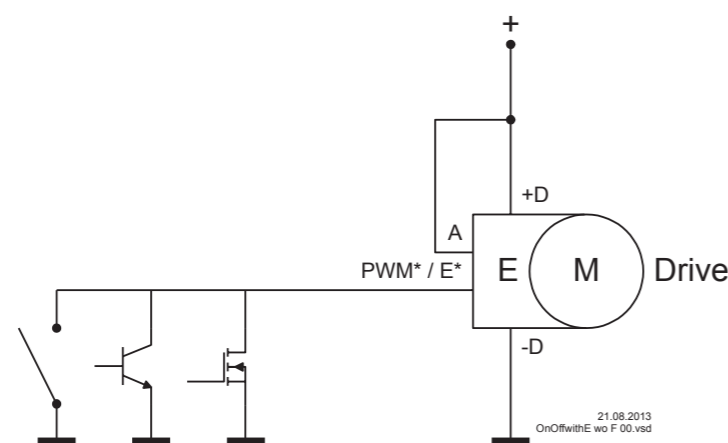 +
+D
A
PWM* / E*
E
M
Drive
-D
21.08.2013
OnOffwithE wo F 00.vsd